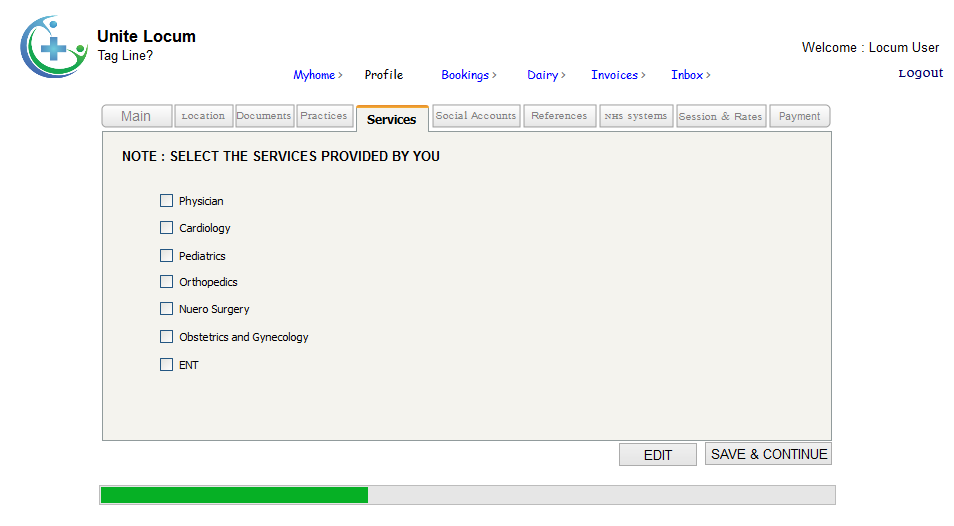 Unite Locum
Tag Line?
Welcome : Locum User
Myhome > Profile Bookings > Dairy > Invoices > Inbox > Logout
Main Location Documents Practices Services Social Accounts References NHS systems Session & Rates Payment
NOTE : SELECT THE SERVICES PROVIDED BY YOU
Physician
Cardiology
Pediatrics
Orthopedics
Nuero Surgery
Obstetrics and Gynecology
ENT
EDIT SAVE & CONTINUE